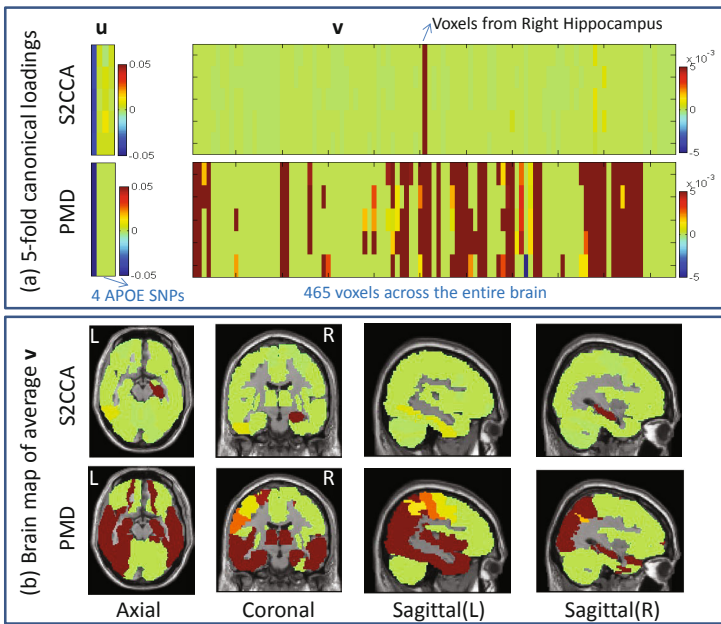 u
v
Voxels from Right Hippocampus
(a) 5-fold canonical loadings
S2CCA
0.05
0
-0.05
×10⁻³
5
0
-5
PMD
0.05
0
-0.05
×10⁻³
5
0
-5
4 APOE SNPs
465 voxels across the entire brain
(b) Brain map of average v
S2CCA
L
R
PMD
L
R
Axial
Coronal
Sagittal(L)
Sagittal(R)